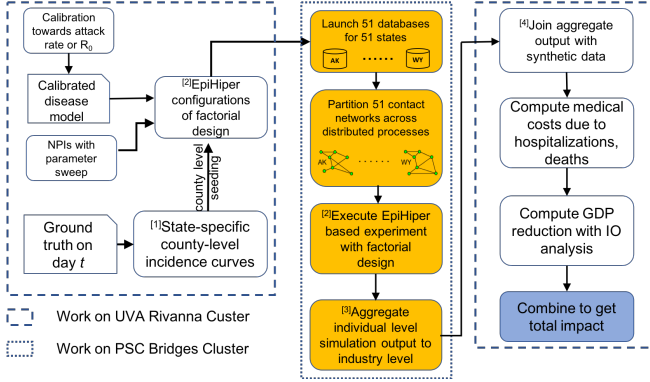 Calibration
towards attack
rate or R0
Calibrated
disease
model
NPIs with
parameter
sweep
Ground
truth on
day t
[2]EpiHiper
configurations
of factorial
design
county level
seeding
[1]State-specific
county-level
incidence curves
Launch 51 databases
for 51 states
AK
......
WY
Partition 51 contact
networks across
distributed processes
AK
......
WY
[2]Execute EpiHiper
based experiment
with factorial
design
[3]Aggregate
individual level
simulation output to
industry level
[4]Join aggregate
output with
synthetic data
Compute medical
costs due to
hospitalizations,
deaths
Compute GDP
reduction with IO
analysis
Combine to get
total impact
Work on UVA Rivanna Custer
Work on PSC Bridges Cluster